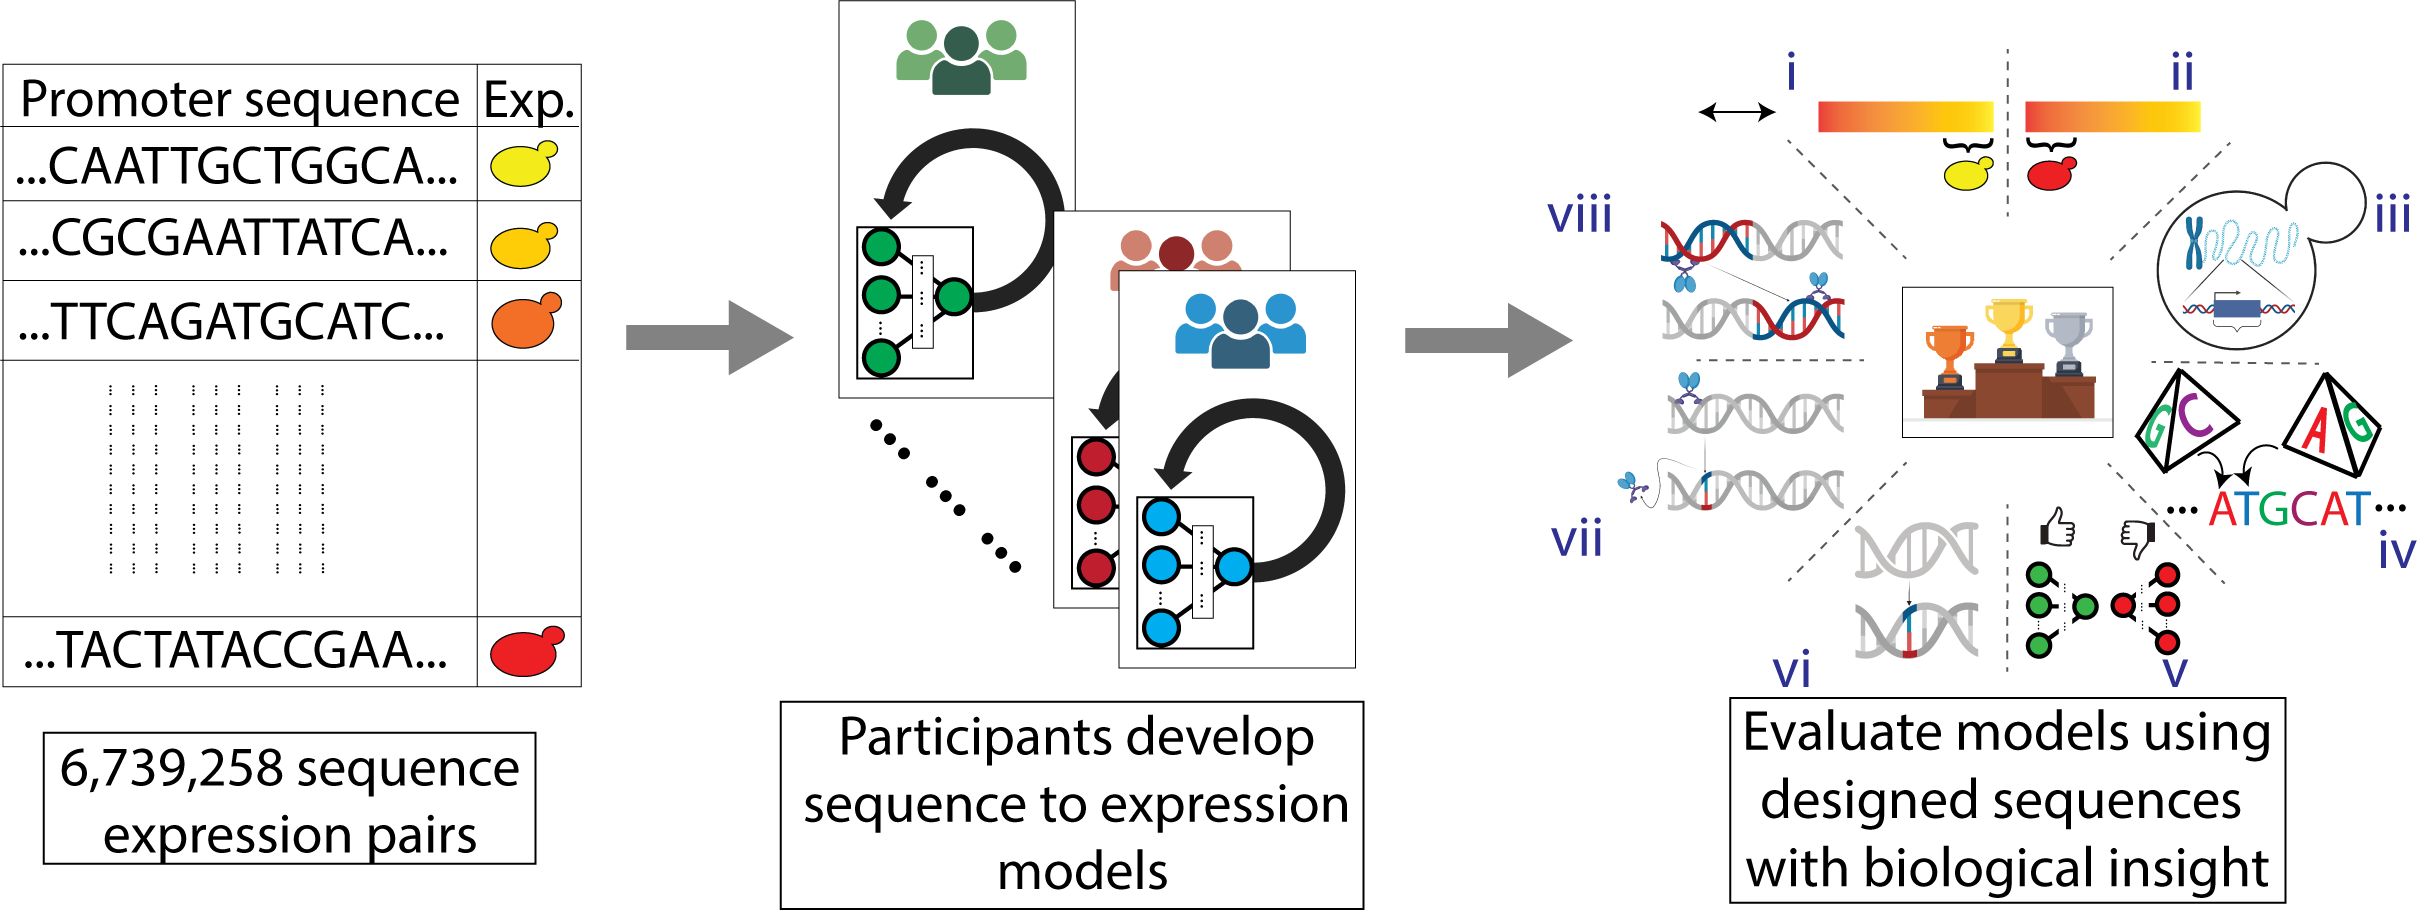 Promoter sequence Exp.
...CAATTGCTGGCA...
...CGCGAATTATCA...
...TTCAGATGCATC...
...TACTATACCGAA...
6,739,258 sequence
expression pairs
Participants develop
sequence to expression
models
i
ii
iii
G C
A G
... ATGCAT...
iv
v
vi
vii
viii
Evaluate models using
designed sequences
with biological insight